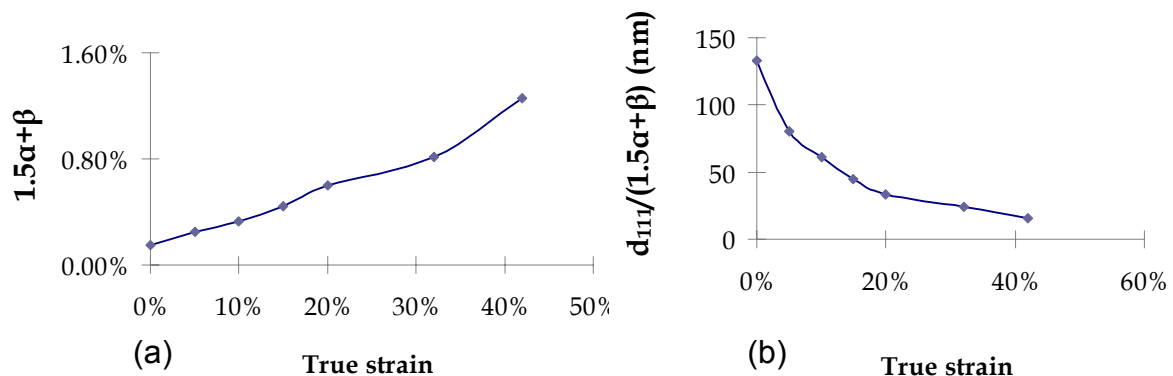 1.60%
0.80%
0.00%
1.5α+β
0% 10% 20% 30% 40% 50%
(a) True strain
150
100
50
0
d₁₁₁/(1.5α+β) (nm)
0% 20% 40% 60%
(b) True strain